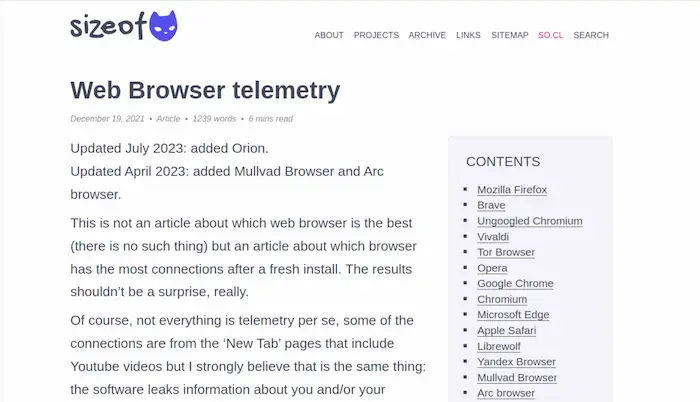 sizeof
ABOUT PROJECTS ARCHIVE LINKS SITEMAP SO.CL SEARCH
Web Browser telemetry
December 19, 2021 • Article • 1239 words • 6 mins read
Updated July 2023: added Orion.
Updated April 2023: added Mullvad Browser and Arc
browser.
This is not an article about which web browser is the best
(there is no such thing) but an article about which browser
has the most connections after a fresh install. The results
shouldn’t be a surprise, really.
Of course, not everything is telemetry per se, some of the
connections are from the ‘New Tab’ pages that include
Youtube videos but I strongly believe that is the same thing:
the software leaks information about you and/or your
CONTENTS
Mozilla Firefox
Brave
Ungoogled Chromium
Vivaldi
Tor Browser
Opera
Google Chrome
Chromium
Microsoft Edge
Apple Safari
Librewolf
Yandex Browser
Mullvad Browser
Arc browser